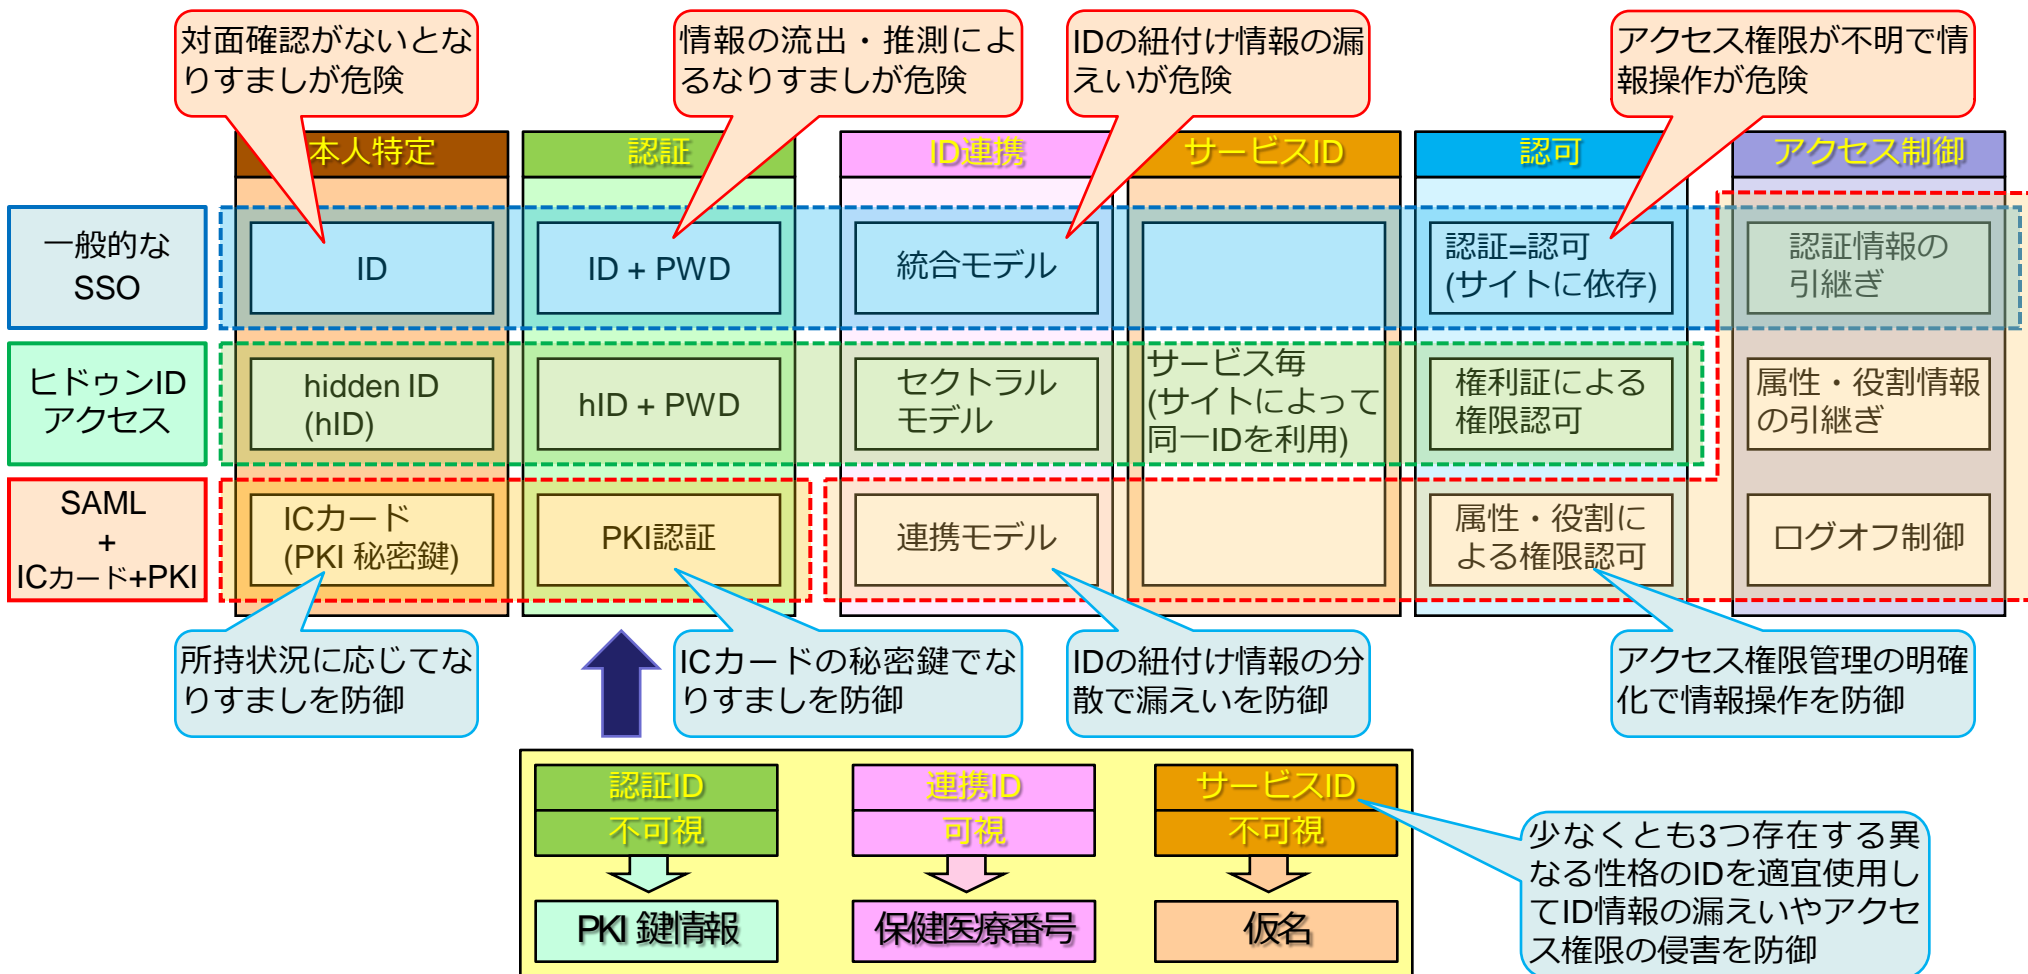 対面確認がないとな
りすましが危険
情報の流出・推測によ
るなりすましが危険
IDの紐付け情報の漏
えいが危険
アクセス権限が不明で情
報操作が危険
本人特定
認証
ID連携
サービスID
認可
アクセス制御
一般的な
SSO
ID
ID + PWD
統合モデル
認証=認可
(サイトに依存)
認証情報の
引継ぎ
ヒドゥンID
アクセス
hidden ID
(hID)
hID + PWD
セクトラル
モデル
サービス毎
(サイトによって
同一IDを利用)
権利証による
権限認可
属性・役割情報
の引継ぎ
SAML
+
ICカード+PKI
ICカード
(PKI 秘密鍵)
PKI認証
連携モデル
属性・役割に
よる権限認可
ログオフ制御
所持状況に応じてな
りすましを防御
ICカードの秘密鍵でな
りすましを防御
IDの紐付け情報の分
散で漏えいを防御
アクセス権限管理の明確
化で情報操作を防御
認証ID
不可視
PKI 鍵情報
連携ID
可視
保健医療番号
サービスID
不可視
仮名
少なくとも3つ存在する異
なる性格のIDを適宜使用し
てID情報の漏えいやアクセ
ス権限の侵害を防御